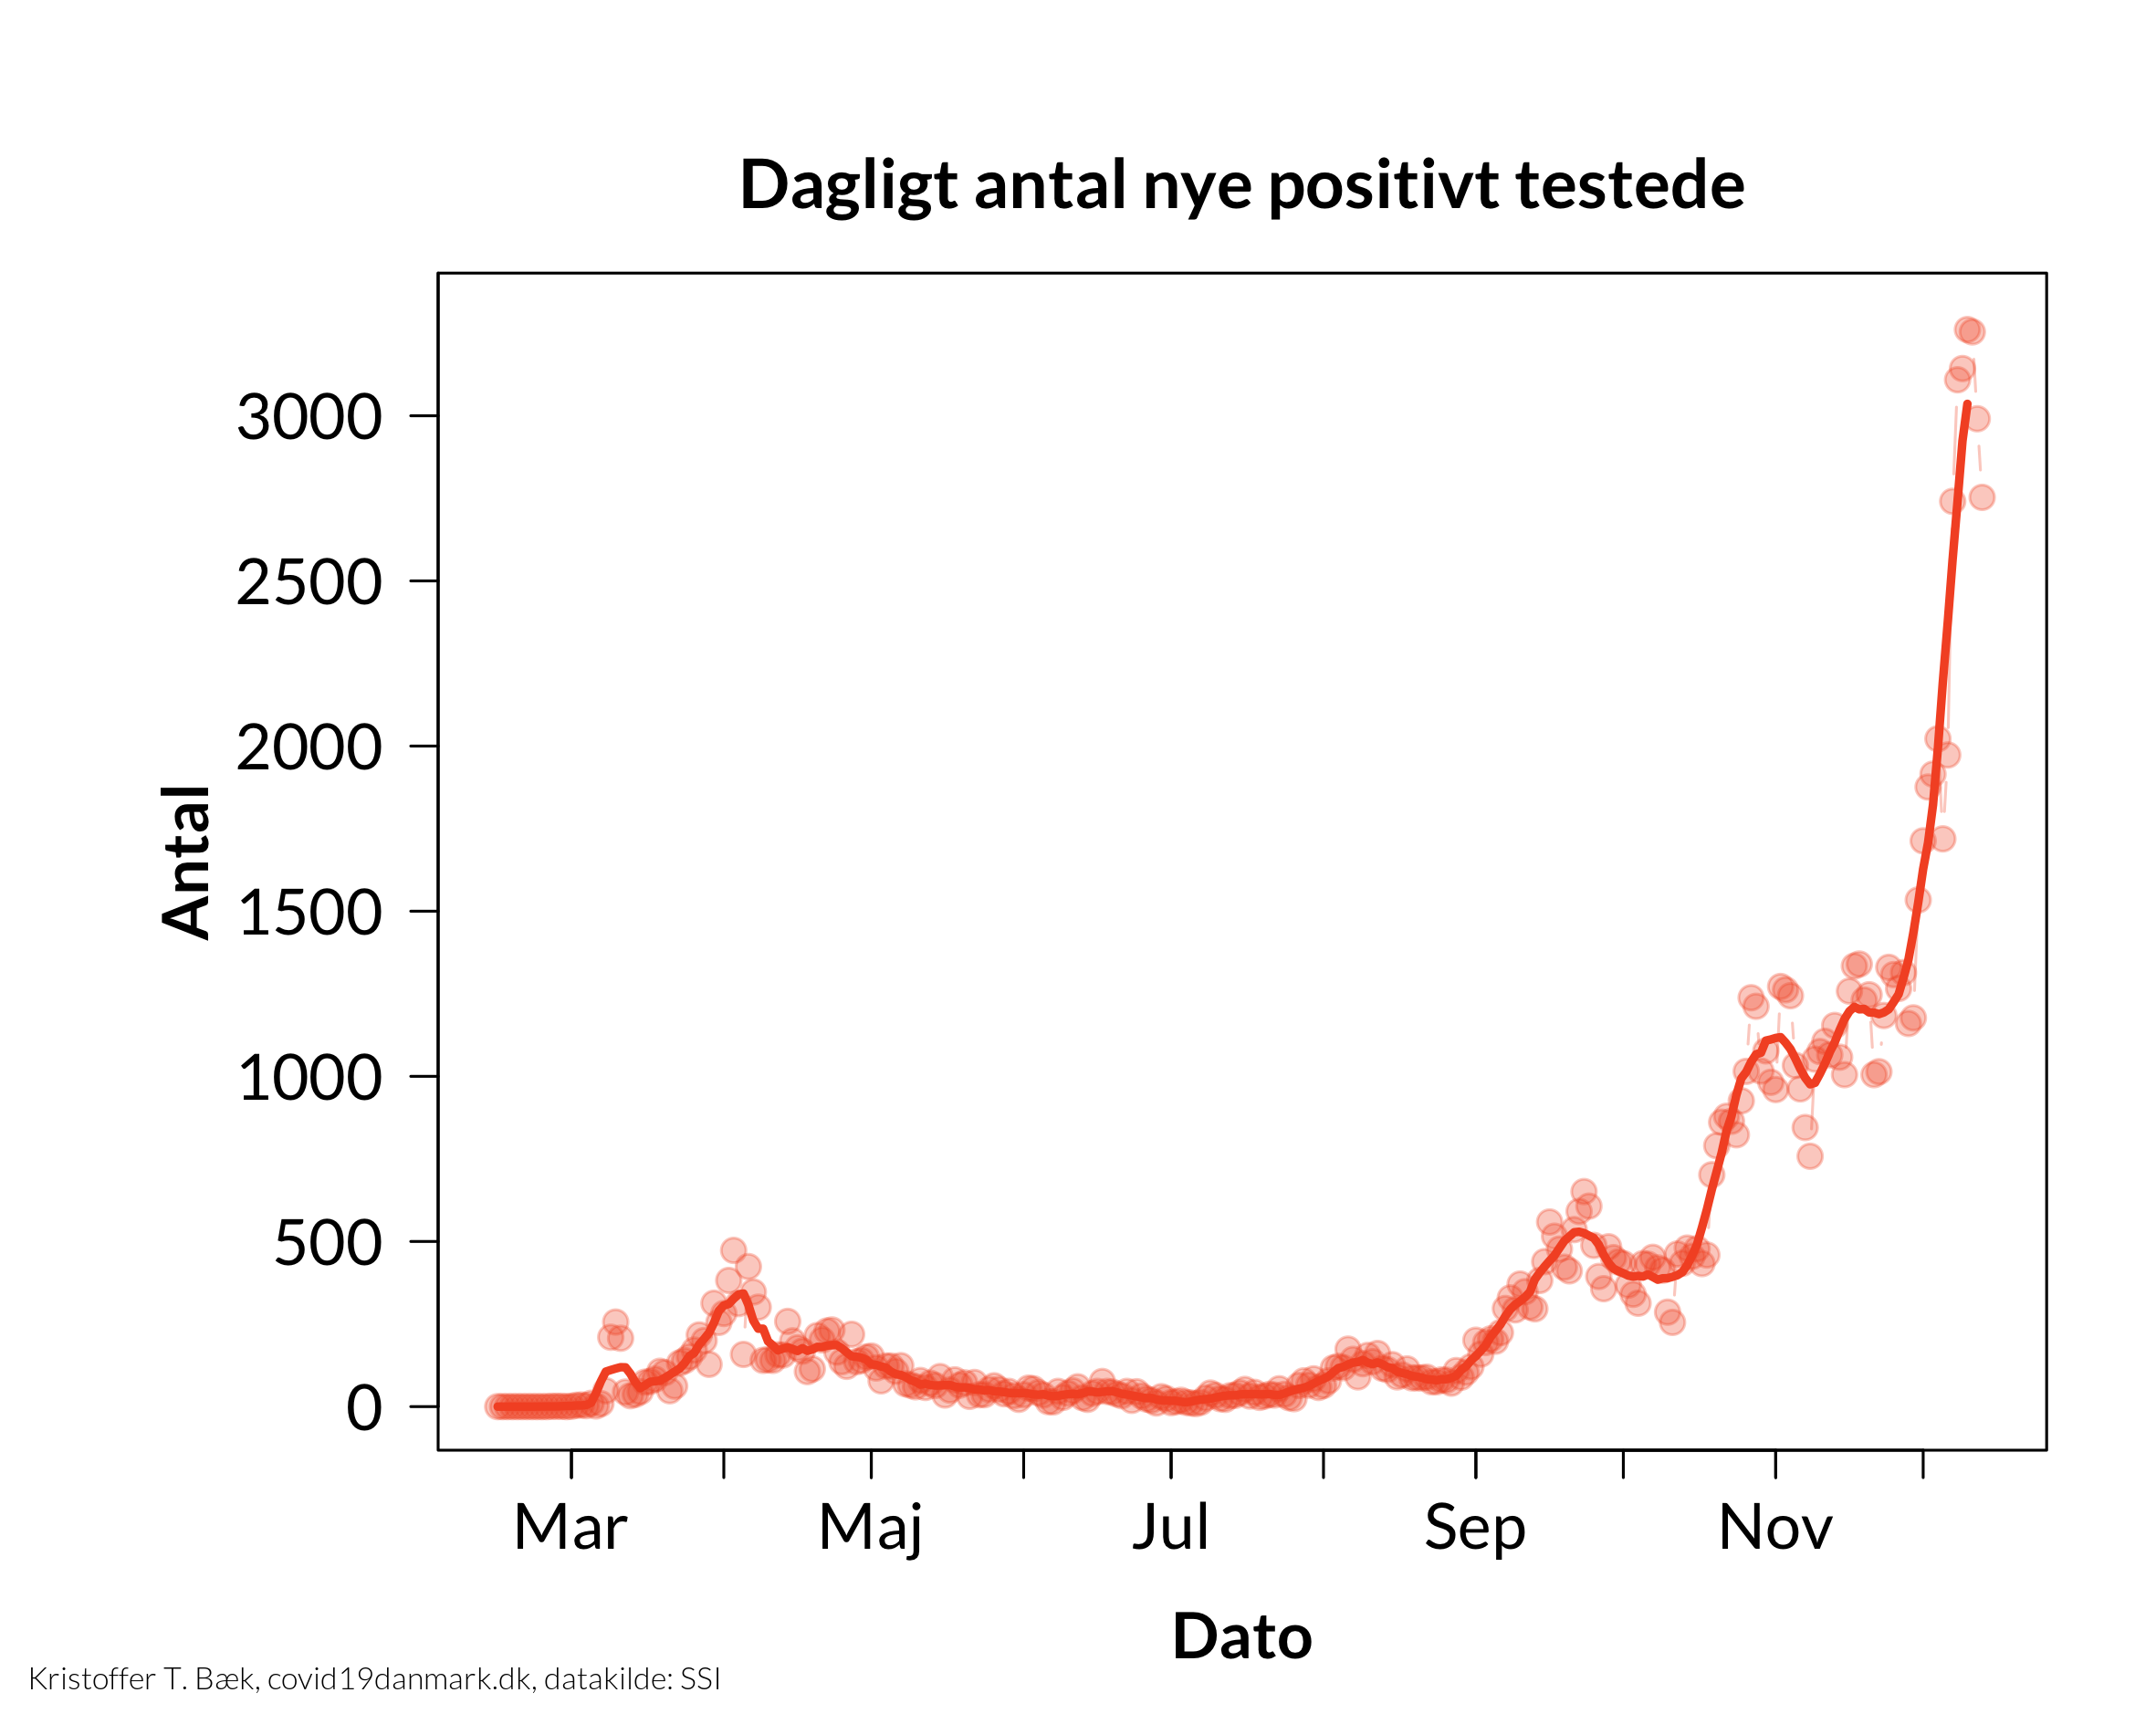 Dagligt antal nye positivt testede
Antal
3000
2500
2000
1500
1000
500
0
Mar Maj Jul Sep Nov
Dato
Kristoffer T. Bæk, covid19danmark.dk, datakilde: SSI